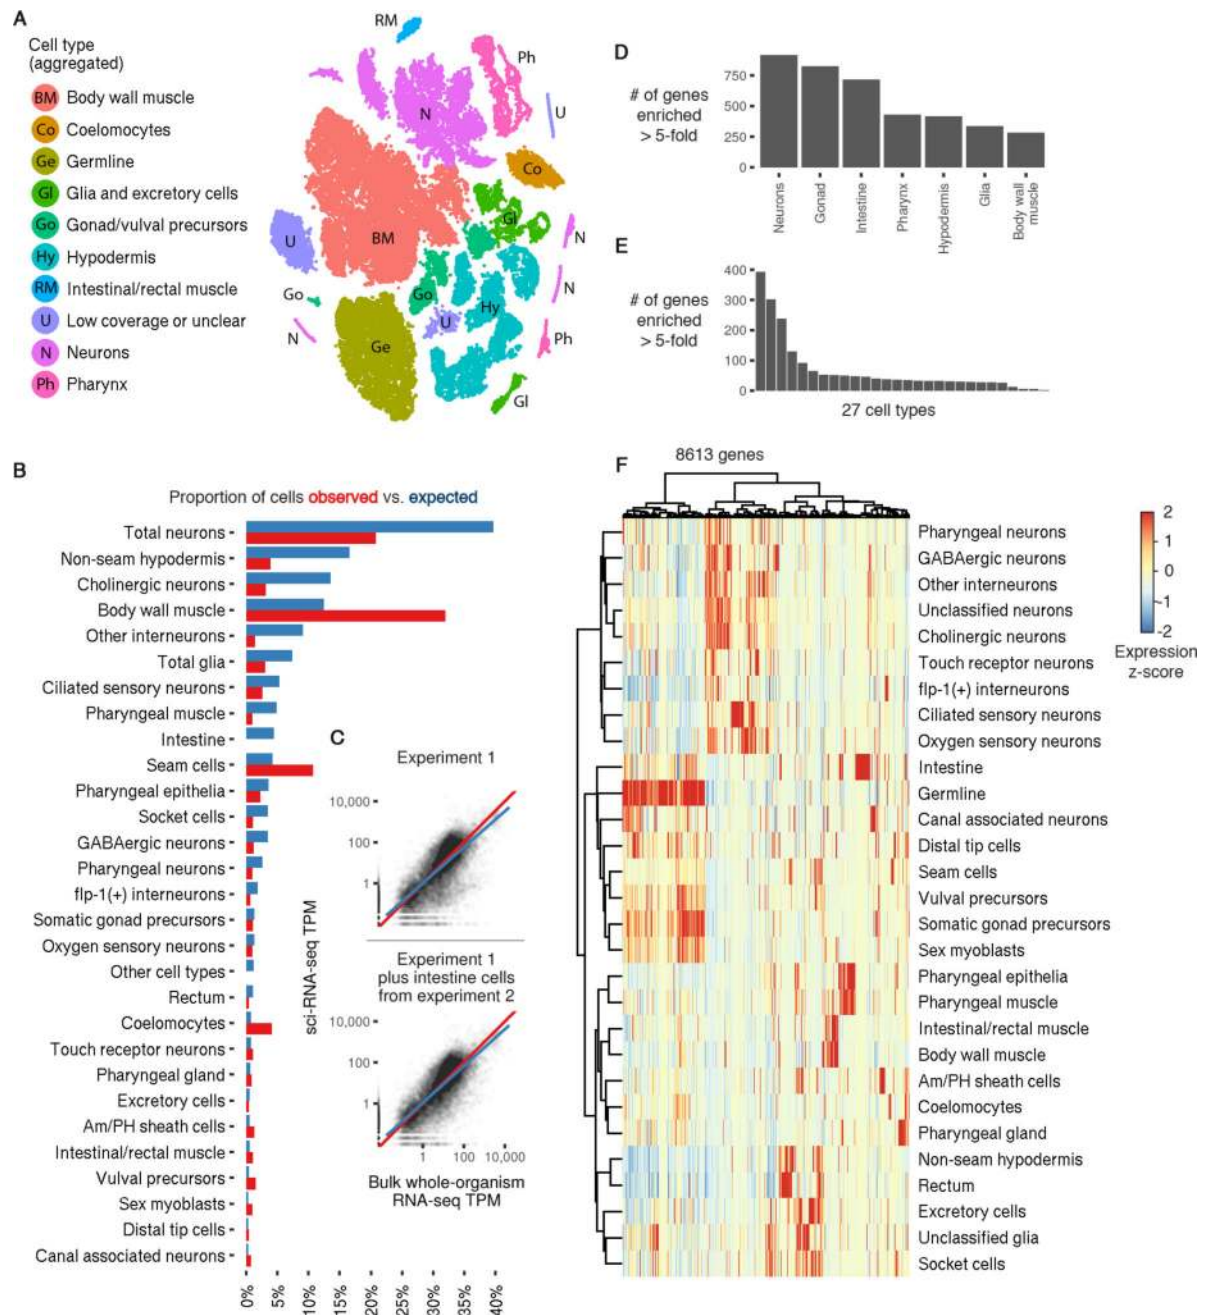 A
Cell type
(aggregated)
BM Body wall muscle
Co Coelomocytes
Ge Germline
Gl Glia and excretory cells
Go Gonad/vulval precursors
Hy Hypodermis
RM Intestinal/rectal muscle
U Low coverage or unclear
N Neurons
Ph Pharynx
RM
Ph
N
U
Co
Gl
U
BM
N
Go
Go
Hy
N
N
U
Ge
Ph
Gl
D
# of genes
enriched
> 5-fold
750
500
250
0
Neurons
Gonad
Intestine
Pharynx
Hypodermis
Glia
Body wall
muscle
E
# of genes
enriched
> 5-fold
400
300
200
100
0
27 cell types
B
Proportion of cells observed vs. expected
Total neurons
Non-seam hypodermis
Cholinergic neurons
Body wall muscle
Other interneurons
Total glia
Ciliated sensory neurons
Pharyngeal muscle
Intestine
Seam cells
Pharyngeal epithelia
Socket cells
GABAergic neurons
Pharyngeal neurons
flp-1(+) interneurons
Somatic gonad precursors
Oxygen sensory neurons
Other cell types
Rectum
Coelomocytes
Touch receptor neurons
Pharyngeal gland
Excretory cells
Am/PH sheath cells
Intestinal/rectal muscle
Vulval precursors
Sex myoblasts
Distal tip cells
Canal associated neurons
0%
5%
10%
15%
20%
25%
30%
35%
40%
C
Experiment 1
10,000
100
1
sci-RNA-seq TPM
Experiment 1
plus intestine cells
from experiment 2
10,000
100
1
1 100 10,000
Bulk whole-organism
RNA-seq TPM
F
8613 genes
Pharyngeal neurons
GABAergic neurons
Other interneurons
Unclassified neurons
Cholinergic neurons
Touch receptor neurons
flp-1(+) interneurons
Ciliated sensory neurons
Oxygen sensory neurons
Intestine
Germline
Canal associated neurons
Distal tip cells
Seam cells
Vulval precursors
Somatic gonad precursors
Sex myoblasts
Pharyngeal epithelia
Pharyngeal muscle
Intestinal/rectal muscle
Body wall muscle
Am/PH sheath cells
Coelomocytes
Pharyngeal gland
Non-seam hypodermis
Rectum
Excretory cells
Unclassified glia
Socket cells
2
1
0
-1
-2
Expression
z-score